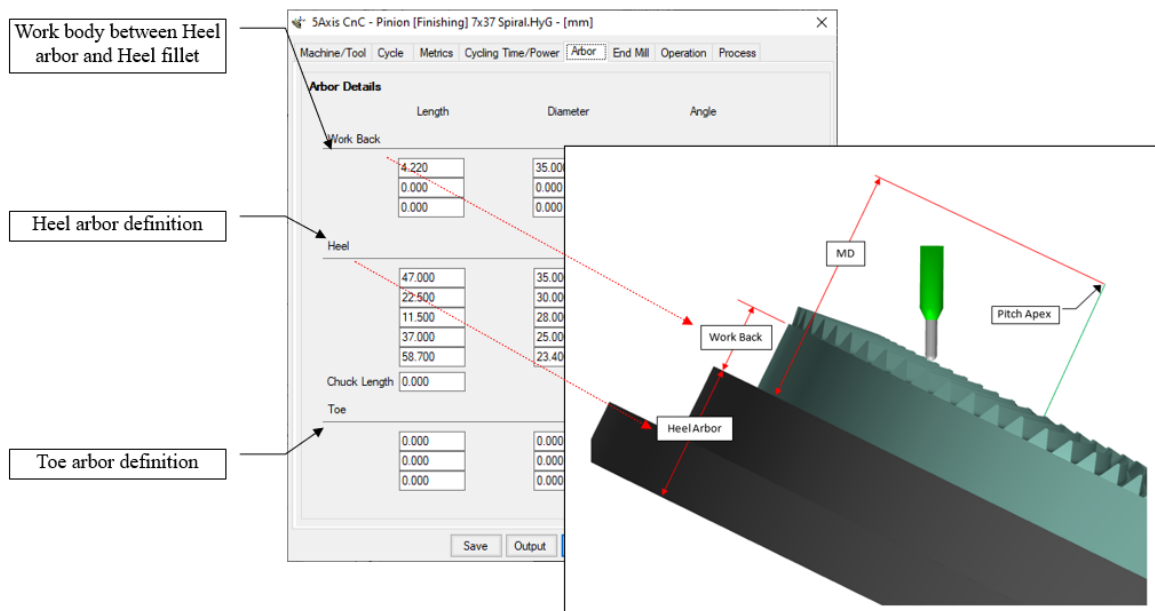 Work body between Heel
arbor and Heel fillet
Heel arbor definition
Toe arbor definition
5Axis CnC - Pinion [Finishing] 7x37 Spiral.HyG - [mm]
Machine/Tool Cycle Metrics Cycling Time/Power Arbor End Mill Operation Process
Arbor Details
Length Diameter Angle
Work Back
4.220 35.000
0.000 0.000
0.000 0.000
Heel
47.000 35.00
22.500 30.00
11.500 28.00
37.000 25.00
58.700 23.40
Chuck Length 0.000
Toe
0.000 0.000
0.000 0.000
0.000 0.000
Save Output
MD
Pitch Apex
Work Back
Heel Arbor